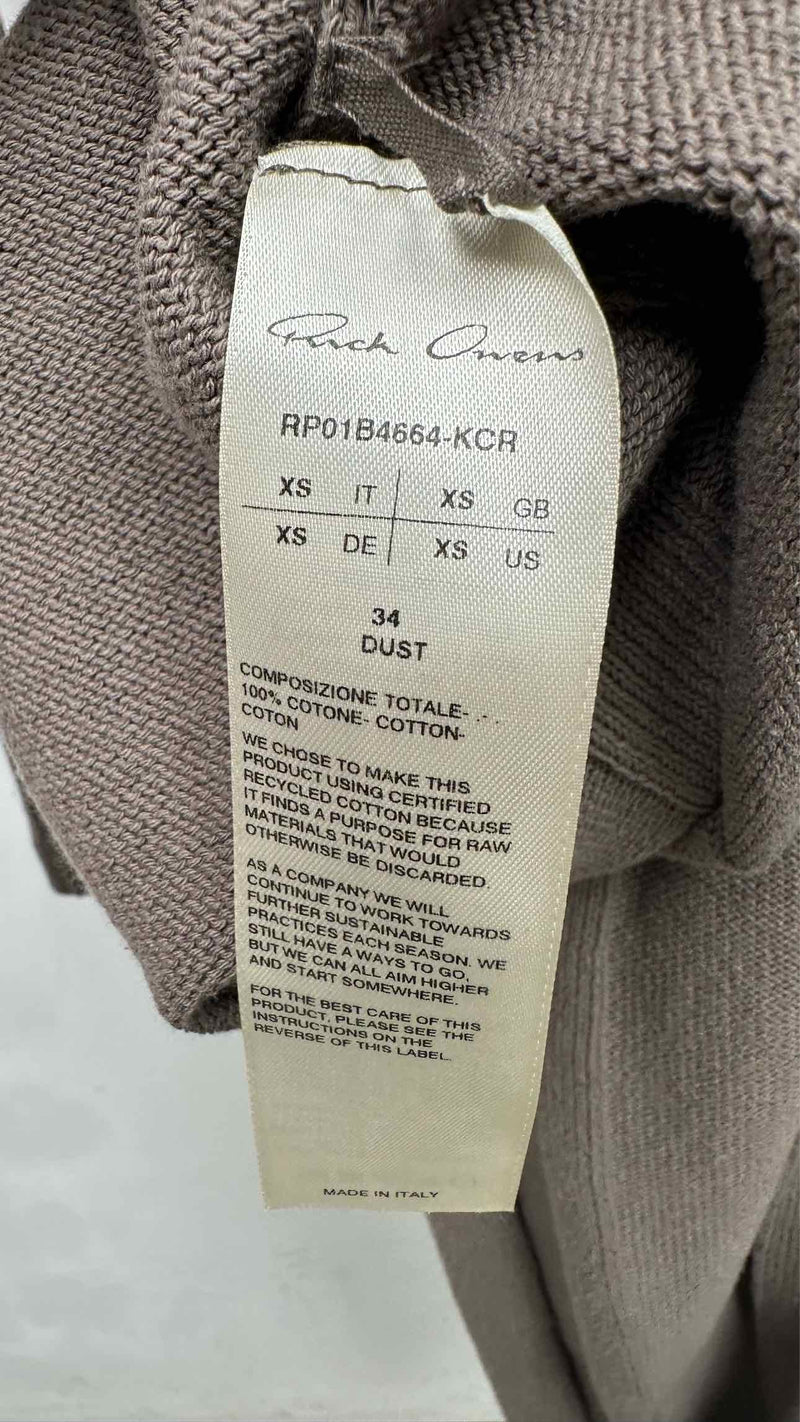 Rick Owens
RP01B4664-KCR
XS IT XS GB
XS DE XS US
34
DUST
COMPOSIZIONE TOTALE-
100% COTONE- COTTON-
COTON
WE CHOSE TO MAKE THIS
PRODUCT USING CERTIFIED
RECYCLED COTTON BECAUSE
IT FINDS A PURPOSE FOR RAW
MATERIALS THAT WOULD
OTHERWISE BE DISCARDED.
AS A COMPANY WE WILL
CONTINUE TO WORK TOWARDS
FURTHER SUSTAINABLE
PRACTICES EACH SEASON. WE
STILL HAVE A WAYS TO GO,
BUT WE CAN ALL AIM HIGHER
AND START SOMEWHERE.
FOR THE BEST CARE OF THIS
PRODUCT, PLEASE SEE THE
INSTRUCTIONS ON THE
REVERSE OF THIS LABEL.
MADE IN ITALY